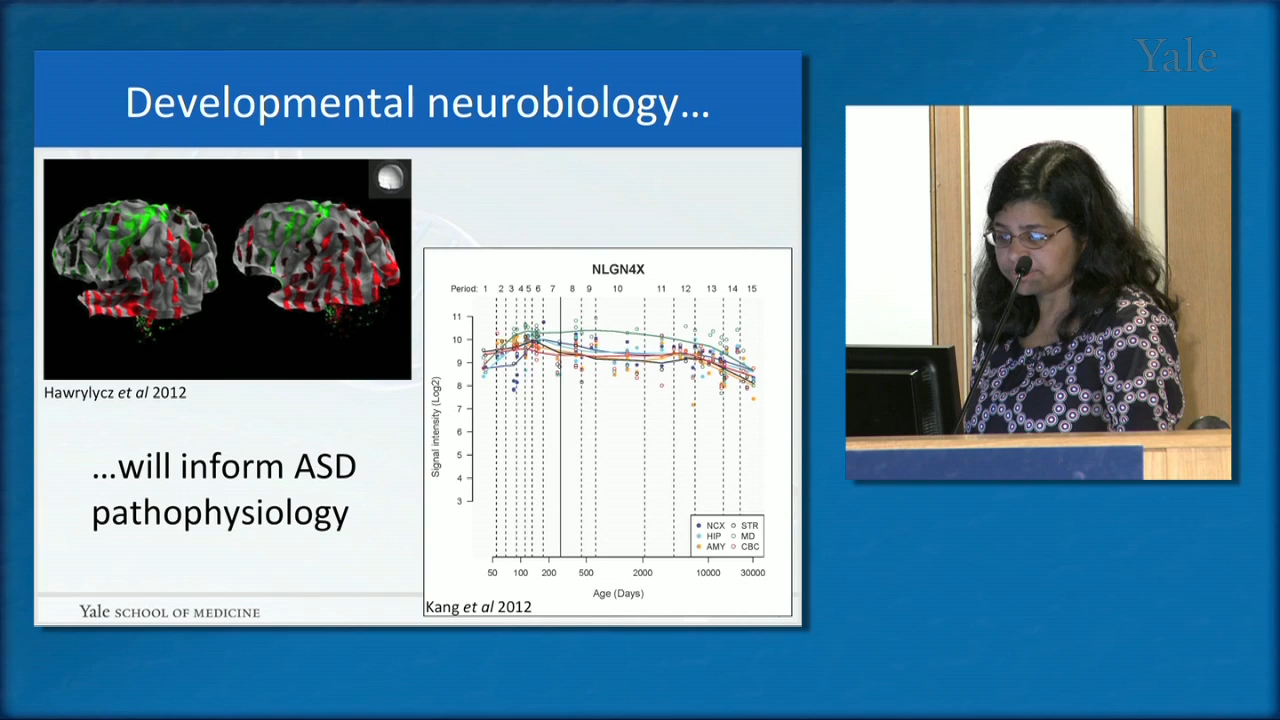 Yale
Developmental neurobiology...
Hawrylycz et al 2012
...will inform ASD
pathophysiology
NLGN4X
Period: 1 2 3 4 5 6 7 8 9 10 11 12 13 14 15
Signal intensity (Log2)
11
10
9
8
7
6
5
4
3
NCX STR
HIP MD
AMY CBC
50 100 200 500 2000 10000 30000
Age (Days)
Kang et al 2012
Yale SCHOOL OF MEDICINE